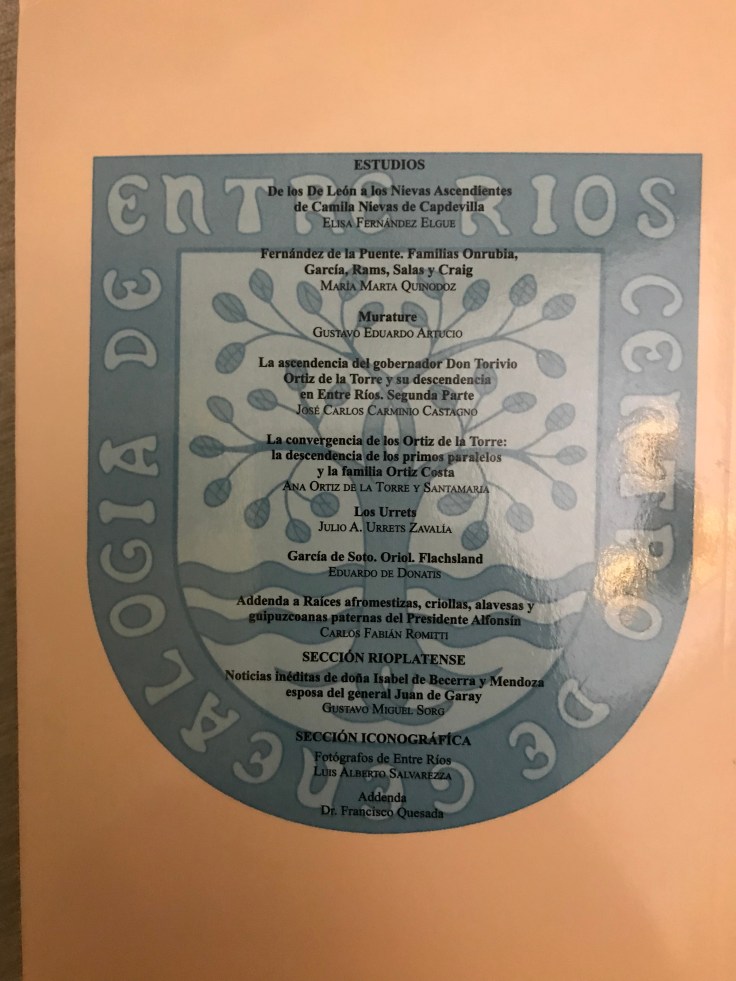 CENTRO DE GENEALOGIA DE ENTRE RIOS
ESTUDIOS
De los De León a los Nievas Ascendientes
de Camila Nievas de Capdevilla
ELISA FERNÁNDEZ ELGUE
Fernández de la Puente. Familias Onrubia,
García, Rams, Salas y Craig
MARÍA MARTA QUINODOZ
Murature
GUSTAVO EDUARDO ARTUCIO
La ascendencia del gobernador Don Torivio
Ortiz de la Torre y su descendencia
en Entre Ríos. Segunda Parte
JOSÉ CARLOS CARMINIO CASTAGNO
La convergencia de los Ortiz de la Torre:
la descendencia de los primos paralelos
y la familia Ortiz Costa
ANA ORTIZ DE LA TORRE Y SANTAMARÍA
Los Urrets
JULIO A. URRETS ZAVALÍA
García de Soto. Oriol. Flachsland
EDUARDO DE DONATIS
Addenda a Raíces afromestizas, criollas, alavesas y
guipuzcoanas paternas del Presidente Alfonsín
CARLOS FABIÁN ROMITTI
SECCIÓN RIOPLATENSE
Noticias inéditas de doña Isabel de Becerra y Mendoza
esposa del general Juan de Garay
GUSTAVO MIGUEL SORG
SECCIÓN ICONOGRÁFÍCA
Fotógrafos de Entre Ríos
LUIS ALBERTO SALVAREZZA
Addenda
Dr. Francisco Quesada